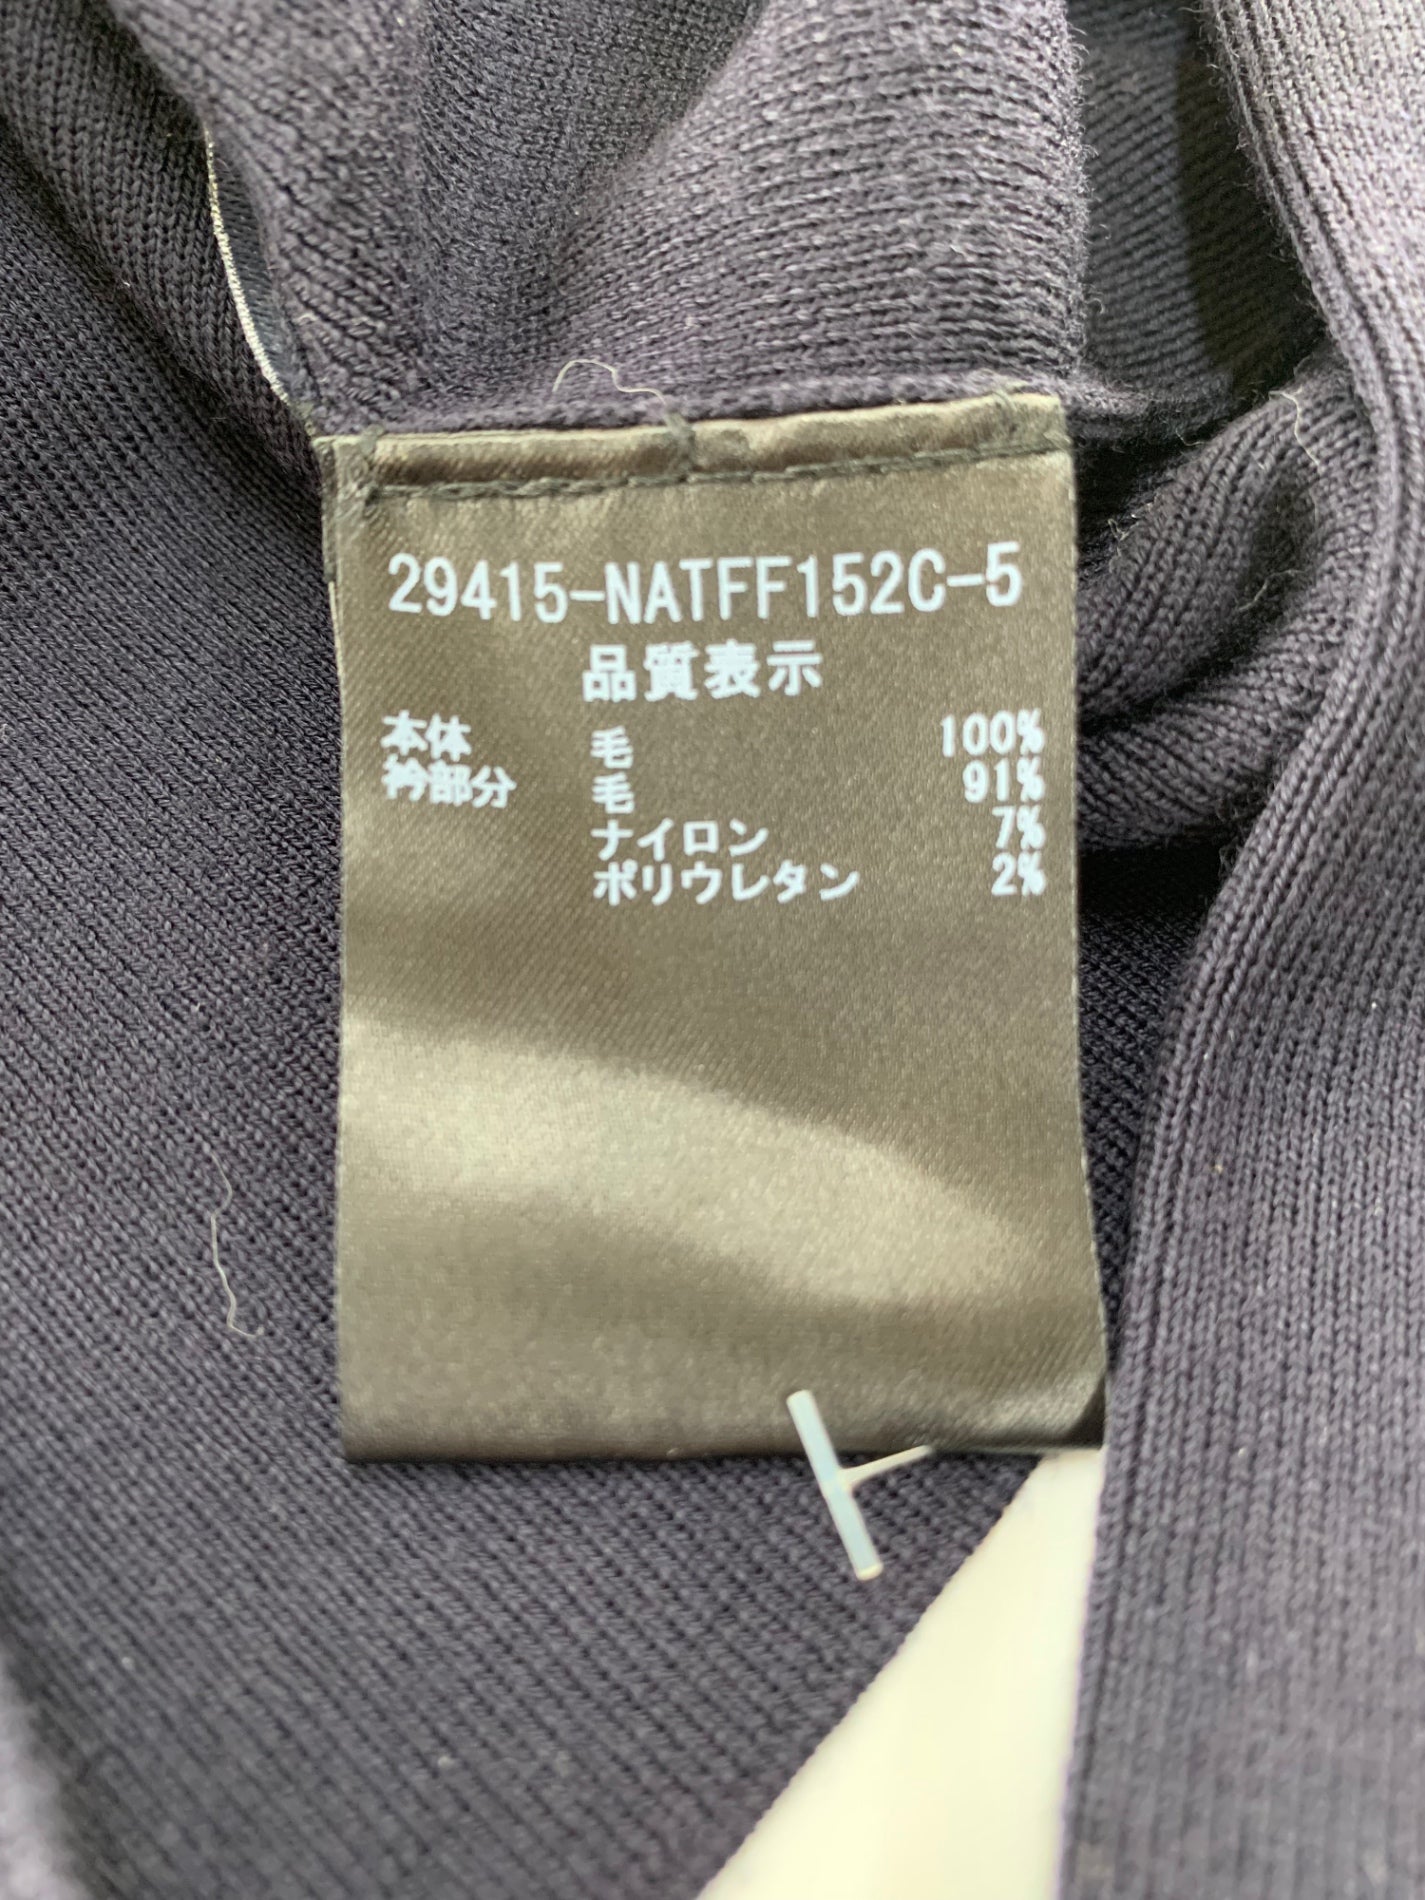 29415-NATFF152C-5
品質表示
本体 毛 100%
衿部分 毛 91%
ナイロン 7%
ポリウレタン 2%